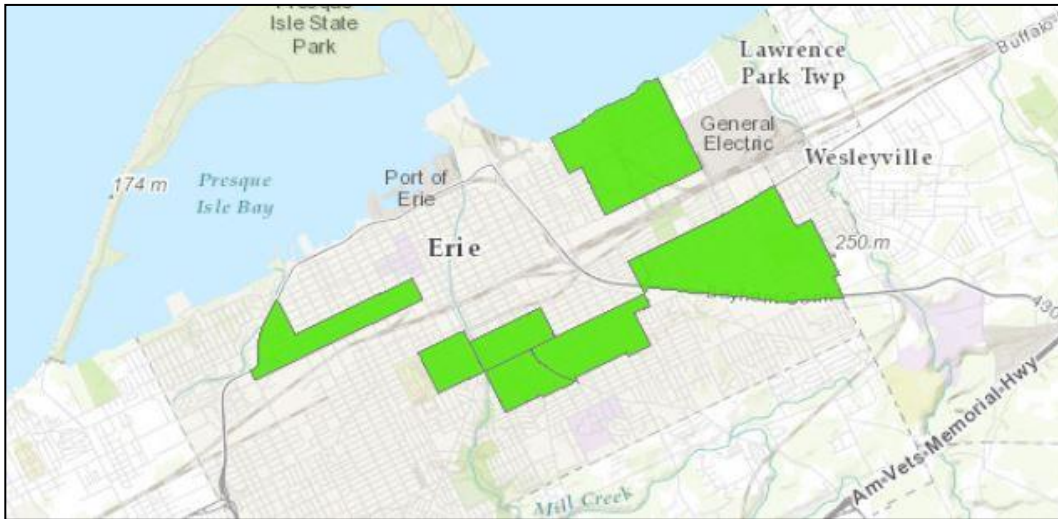 Presque
Isle State
Park
Lawrence
Park Twp
Buffalo
General
Electric
Wesleyville
174 m
Presque
Isle Bay
Port of
Erie
Erie
250 m
430
Am-Vets-Memorial-Hwy
Mill Creek